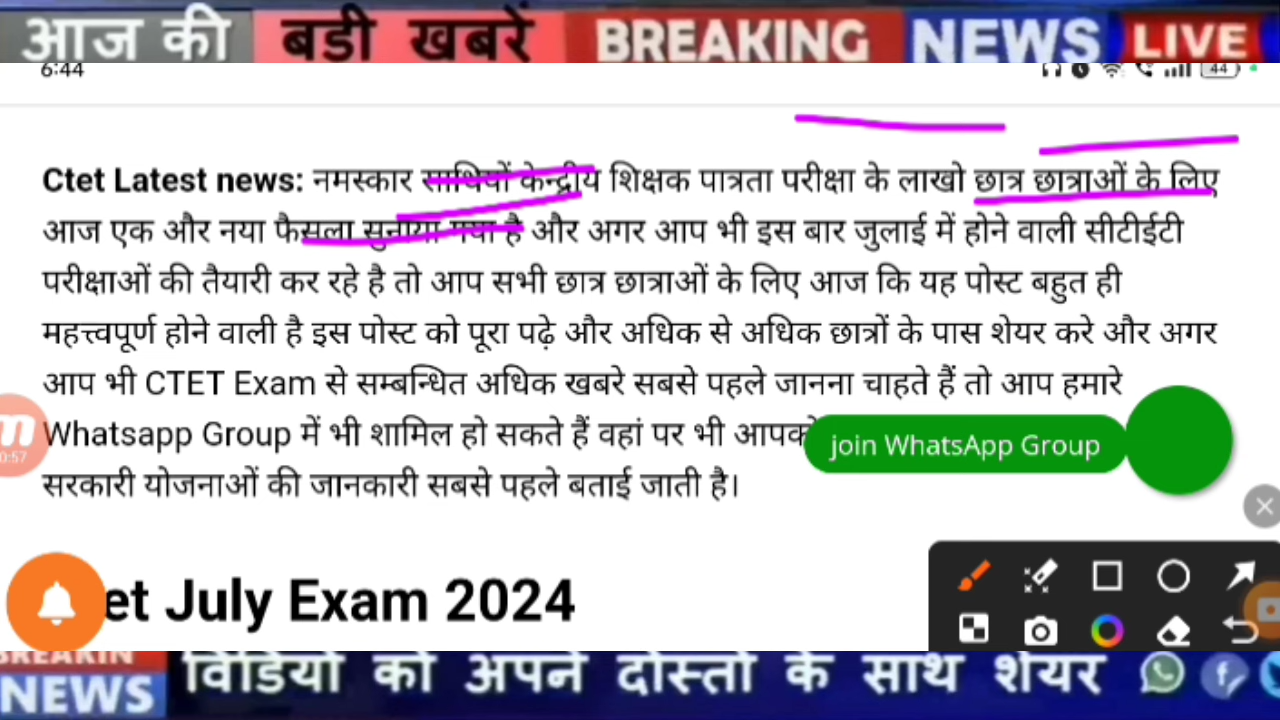 आज की बडी खबरें BREAKING NEWS LIVE
6:44 44
Ctet Latest news: नमस्कार साथियों केन्द्रीय शिक्षक पात्रता परीक्षा के लाखो छात्र छात्राओं के लिए
आज एक और नया फैसला सुनाया गया है और अगर आप भी इस बार जुलाई में होने वाली सीटीईटी
परीक्षाओं की तैयारी कर रहे है तो आप सभी छात्र छात्राओं के लिए आज कि यह पोस्ट बहुत ही
महत्त्वपूर्ण होने वाली है इस पोस्ट को पूरा पढ़े और अधिक से अधिक छात्रों के पास शेयर करे और अगर
आप भी CTET Exam से सम्बन्धित अधिक खबरे सबसे पहले जानना चाहते हैं तो आप हमारे
Whatsapp Group में भी शामिल हो सकते हैं वहां पर भी आपको
join WhatsApp Group
0:57
सरकारी योजनाओं की जानकारी सबसे पहले बताई जाती है।
et July Exam 2024
BREAKIN
NEWS
विडियो को अपने दोस्तो के साथ शेयर